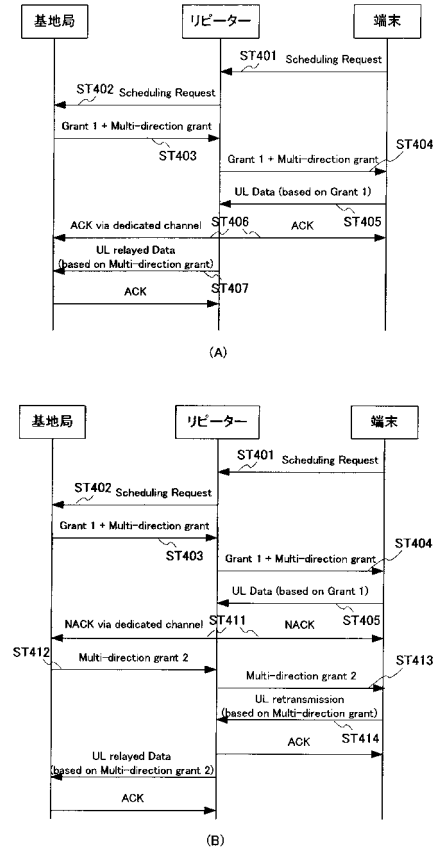 基地局
リピーター
端末
ST401
Scheduling Request
ST402
Scheduling Request
Grant 1 + Multi-direction grant
ST403
ST404
Grant 1 + Multi-direction grant
UL Data (based on Grant 1)
ST405
ACK via dedicated channel
ST406
ACK
UL relayed Data
(based on Multi-direction grant)
ST407
ACK
(A)
基地局
リピーター
端末
ST401
Scheduling Request
ST402
Scheduling Request
Grant 1 + Multi-direction grant
ST403
ST404
Grant 1 + Multi-direction grant
UL Data (based on Grant 1)
ST405
NACK via dedicated channel
ST411
NACK
ST412
Multi-direction grant 2
ST413
Multi-direction grant 2
UL retransmission
(based on Multi-direction grant)
ST414
ACK
UL relayed Data
(based on Multi-direction grant 2)
ACK
(B)